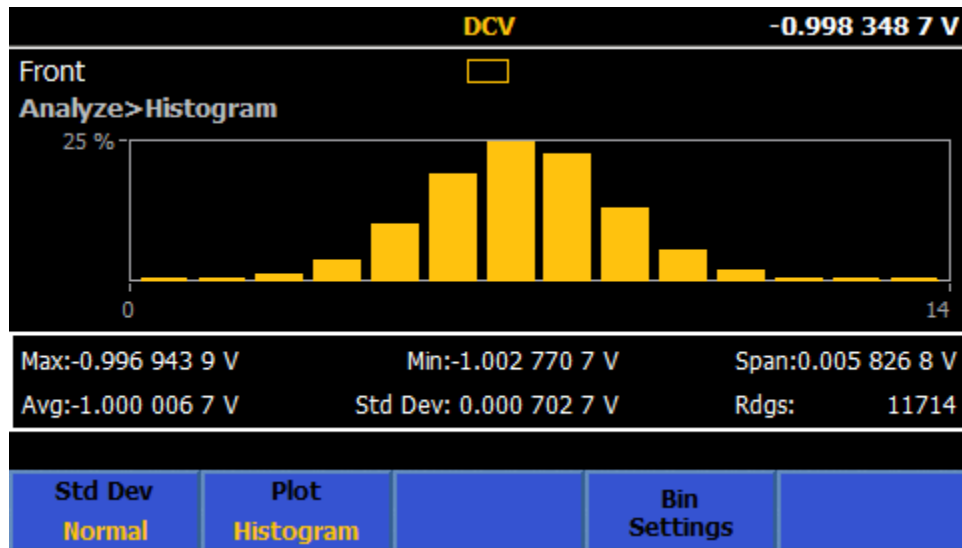 DCV -0.998 348 7 V
Front
Analyze>Histogram
25 %
0 14
Max:-0.996 943 9 V Min:-1.002 770 7 V Span:0.005 826 8 V
Avg:-1.000 006 7 V Std Dev: 0.000 702 7 V Rdgs: 11714
Std Dev Plot Bin
Normal Histogram Settings